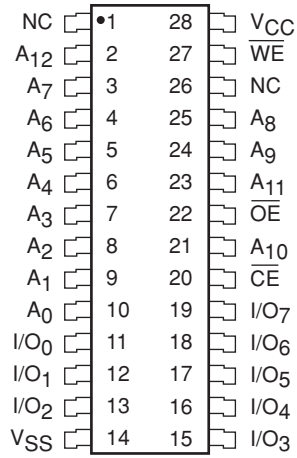 NC 1 28 VCC
A12 2 27 WE
A7 3 26 NC
A6 4 25 A8
A5 5 24 A9
A4 6 23 A11
A3 7 22 OE
A2 8 21 A10
A1 9 20 CE
A0 10 19 I/O7
I/O0 11 18 I/O6
I/O1 12 17 I/O5
I/O2 13 16 I/O4
VSS 14 15 I/O3